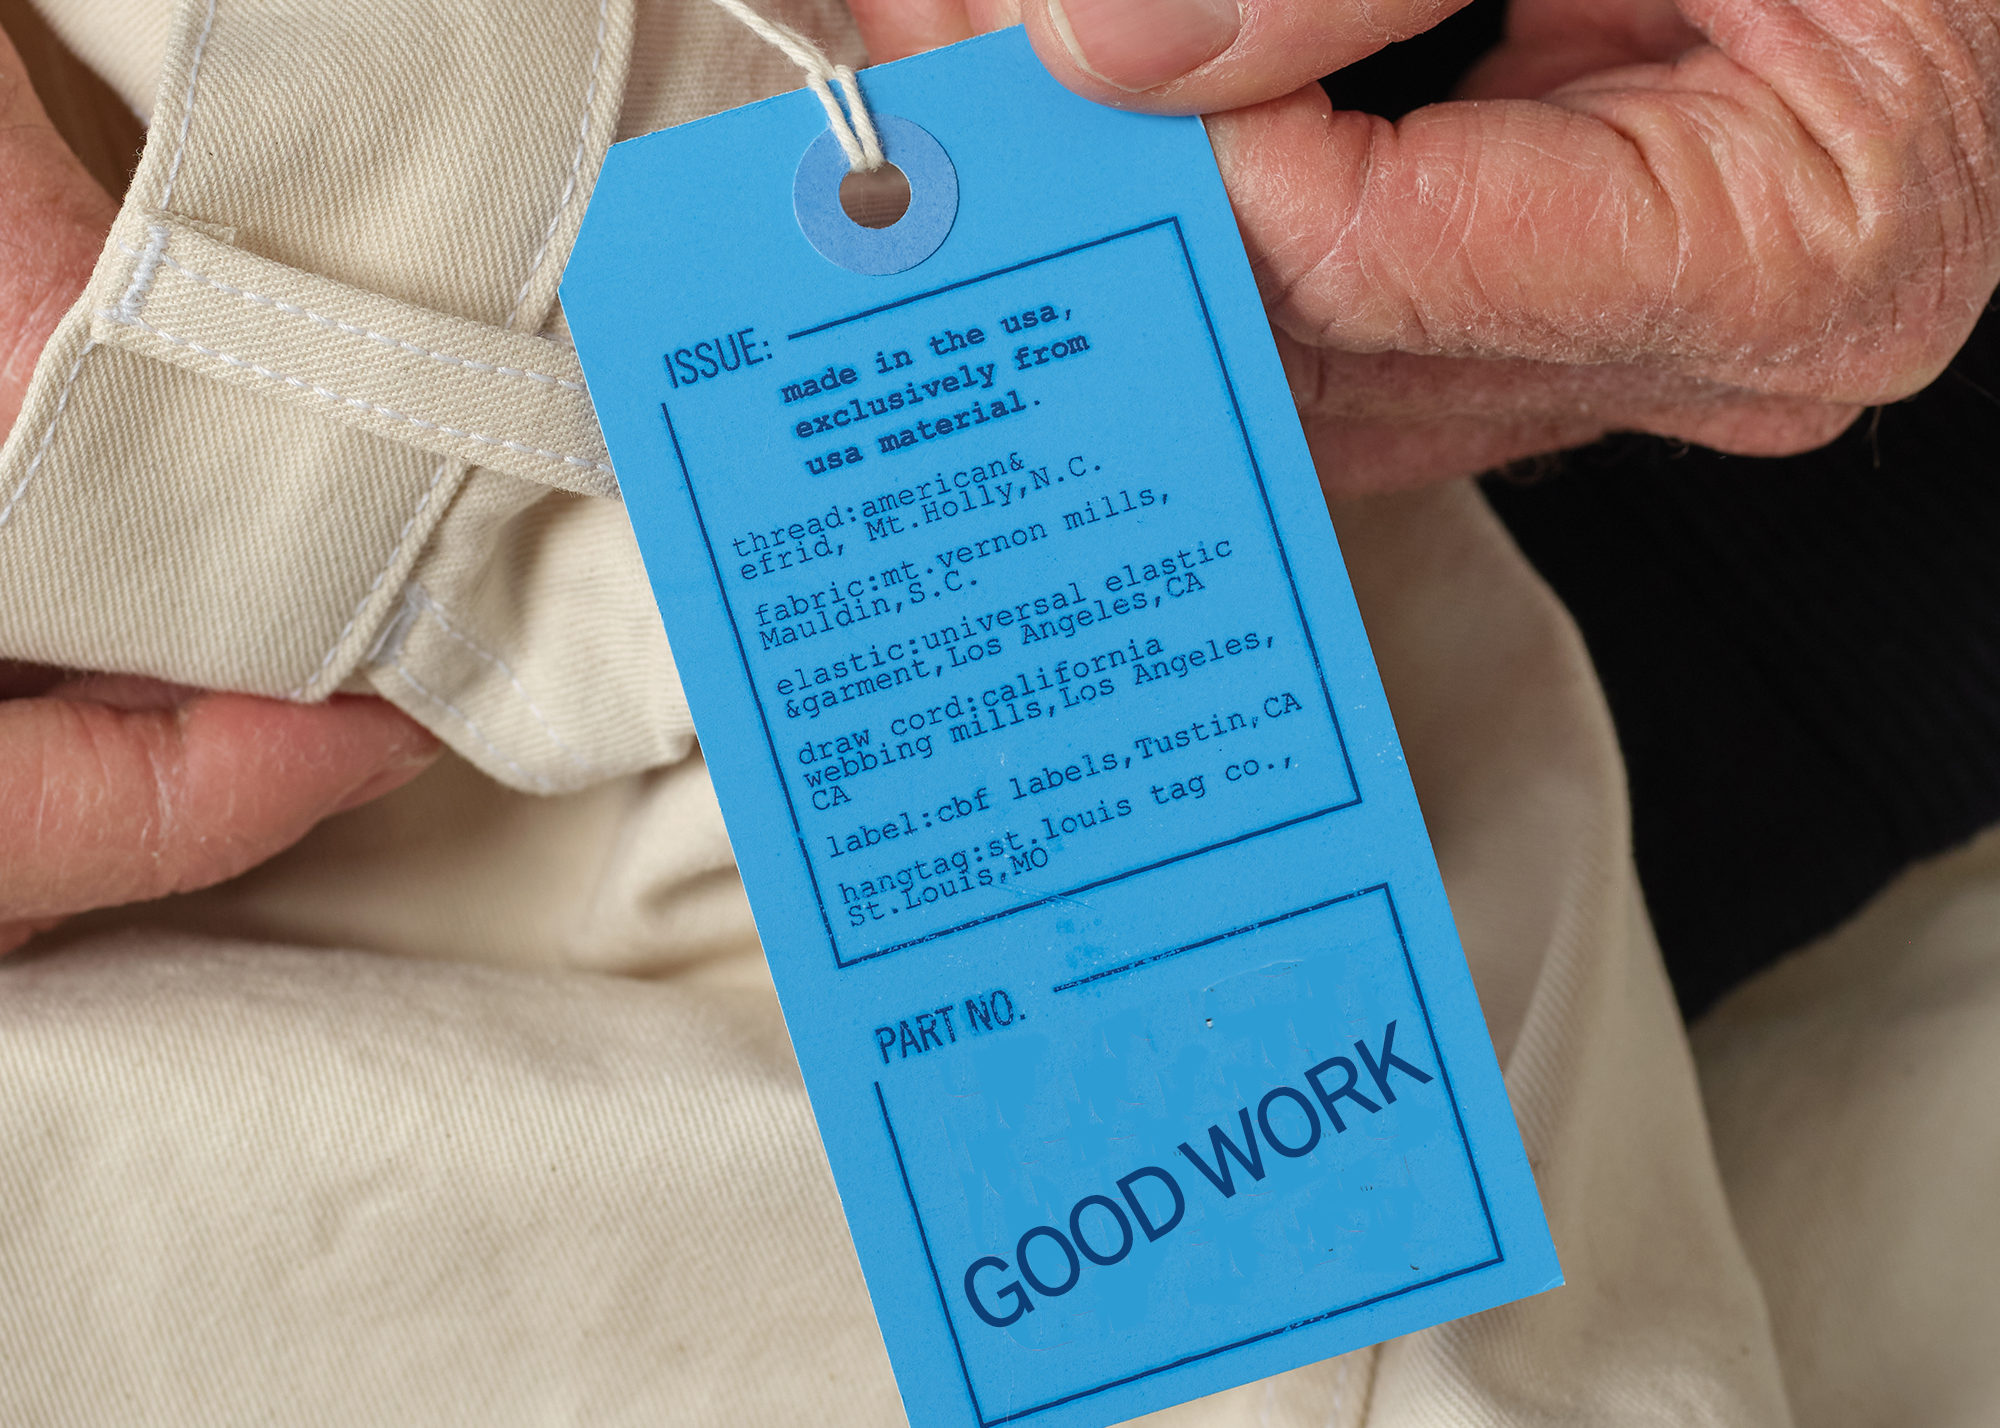 ISSUE:
made in the usa,
exclusively from
usa material.
thread:american&
efrid, Mt.Holly,N.C.
fabric:mt.vernon mills,
Mauldin,S.C.
elastic:universal elastic
&garment,Los Angeles,CA
draw cord:california
webbing mills,Los Angeles,
CA
label:cbf labels,Tustin,CA
hangtag:st.louis tag co.,
St.Louis,MO
PART NO.
GOOD WORK